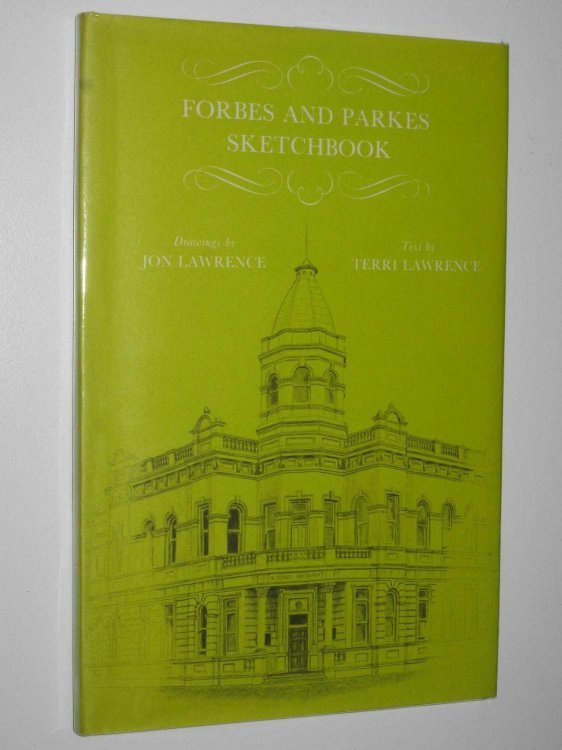 FORBES AND PARKES
SKETCHBOOK
Drawings by
JON LAWRENCE
Text by
TERRI LAWRENCE